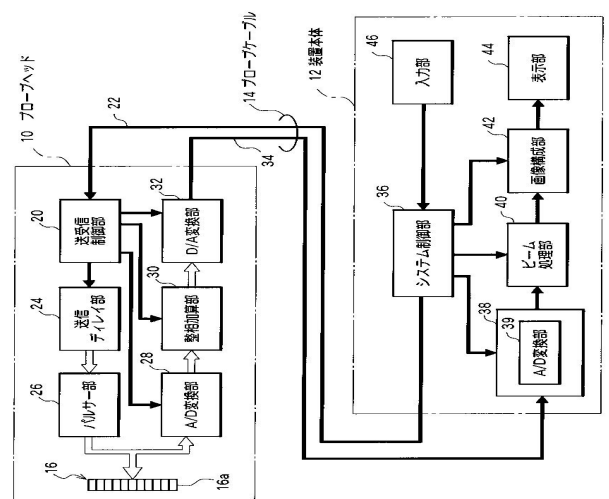 10 プローブヘッド
20
送受信
制御部
24
送信
ディレイ部
26
パルサー部
16
16a
28
A/D変換部
30
整相加算部
32
D/A変換部
22
14 プローブケーブル
34
12 装置本体
46
入力部
36
システム制御部
44
表示部
42
画像構成部
40
ビーム
処理部
38
39
A/D変換部